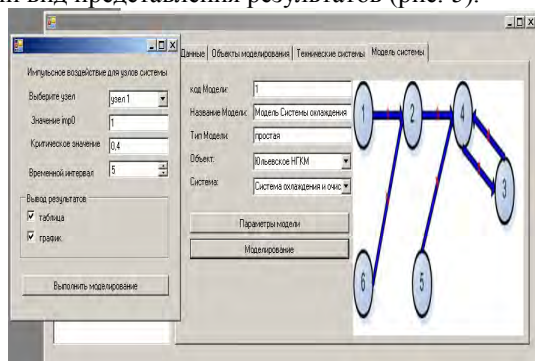 вид представления результатов (рис. 5).
Импульсное воздействие для узлов системы
Выберите узел узел 1
Значение imp0 1
Критическое значение 0,4
Временной интервал 5
Вывод результатов
таблица
график
Выполнить моделирование
Данные Объекты моделирования Технические системы Модель системы
код Модели: 1
Название Модели: Модель Системы охлаждения
Тип Модели: простая
Объект: Юльевское НГКМ
Система: Система охлаждения и очис
Параметры модели
Моделирование
1 2 4
3
6 5